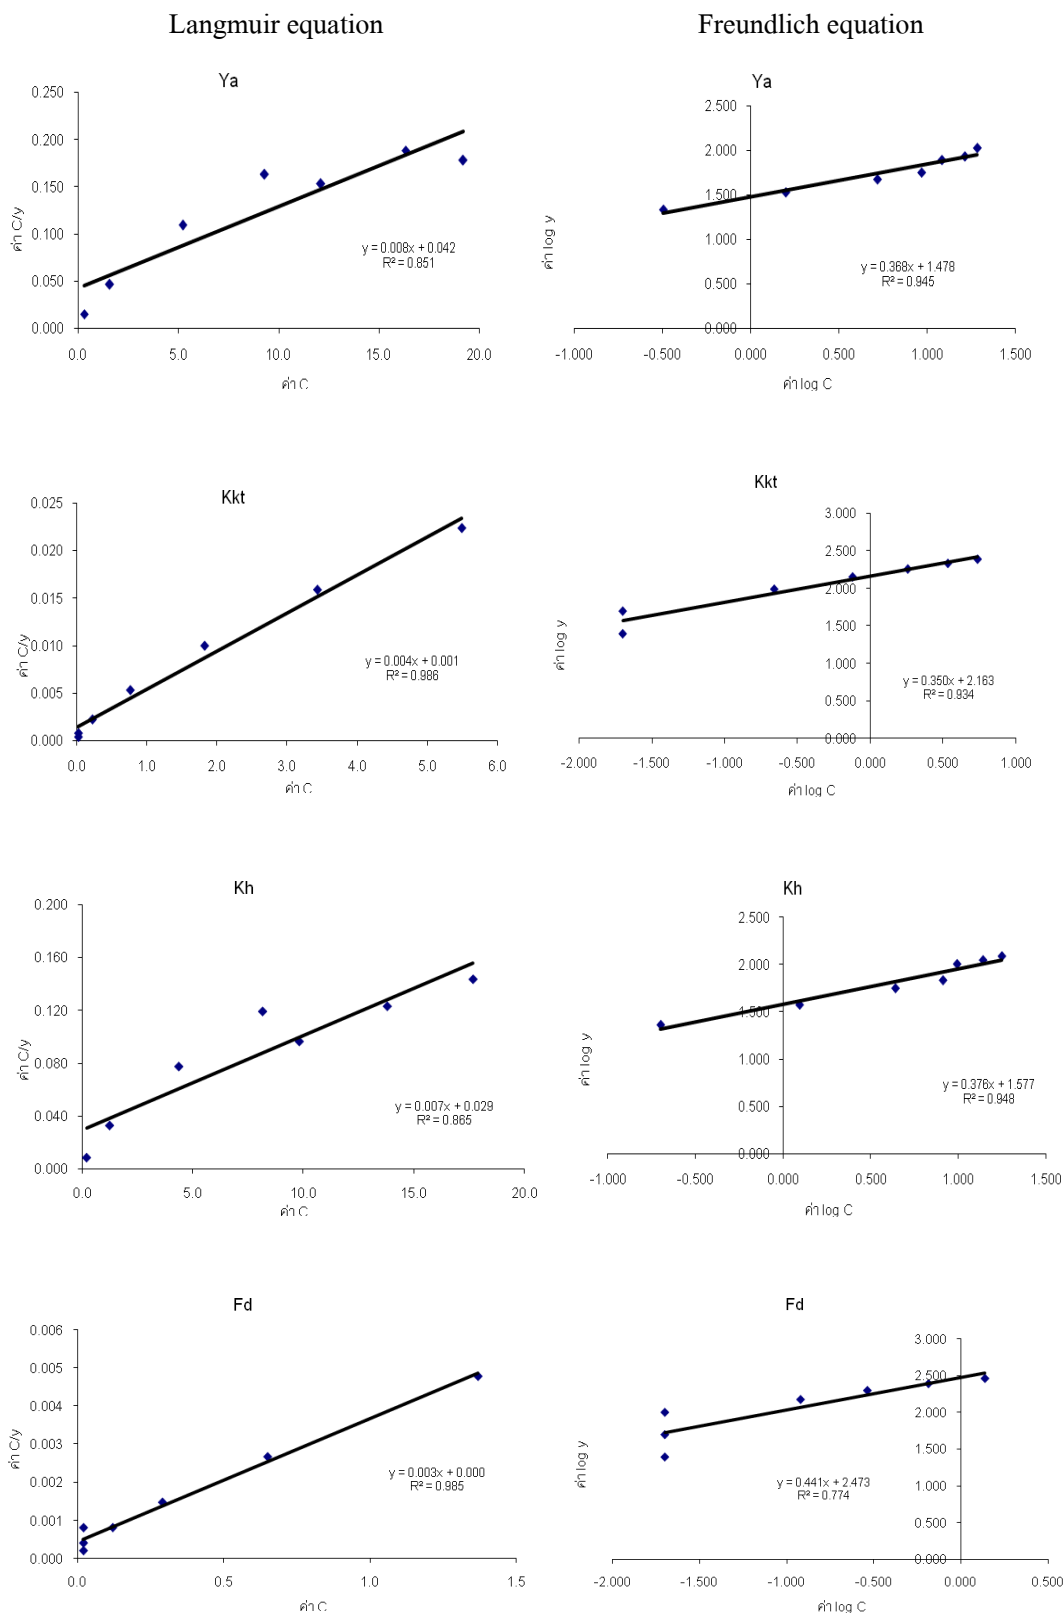 Langmuir equation
Freundlich equation
Ya
0.250
0.200
0.150
0.100
0.050
0.000
ค่า C/y
y = 0.008x + 0.042
R² = 0.851
0.0 5.0 10.0 15.0 20.0
ค่า C
Ya
2.500
2.000
1.500
1.000
0.500
0.000
ค่า log y
y = 0.368x + 1.478
R² = 0.945
-1.000 -0.500 0.000 0.500 1.000 1.500
ค่า log C
Kkt
0.025
0.020
0.015
0.010
0.005
0.000
ค่า C/y
y = 0.004x + 0.001
R² = 0.986
0.0 1.0 2.0 3.0 4.0 5.0 6.0
ค่า C
Kkt
3.000
2.500
2.000
1.500
1.000
0.500
0.000
ค่า log y
y = 0.350x + 2.163
R² = 0.934
-2.000 -1.500 -1.000 -0.500 0.000 0.500 1.000
ค่า log C
Kh
0.200
0.160
0.120
0.080
0.040
0.000
ค่า C/y
y = 0.007x + 0.029
R² = 0.865
0.0 5.0 10.0 15.0 20.0
ค่า C
Kh
2.500
2.000
1.500
1.000
0.500
0.000
ค่า log y
y = 0.376x + 1.577
R² = 0.948
-1.000 -0.500 0.000 0.500 1.000 1.500
ค่า log C
Fd
0.006
0.005
0.004
0.003
0.002
0.001
0.000
ค่า C/y
y = 0.003x + 0.000
R² = 0.985
0.0 0.5 1.0 1.5
ค่า C
Fd
3.000
2.500
2.000
1.500
1.000
0.500
0.000
ค่า log y
y = 0.441x + 2.473
R² = 0.774
-2.000 -1.500 -1.000 -0.500 0.000 0.500
ค่า log C